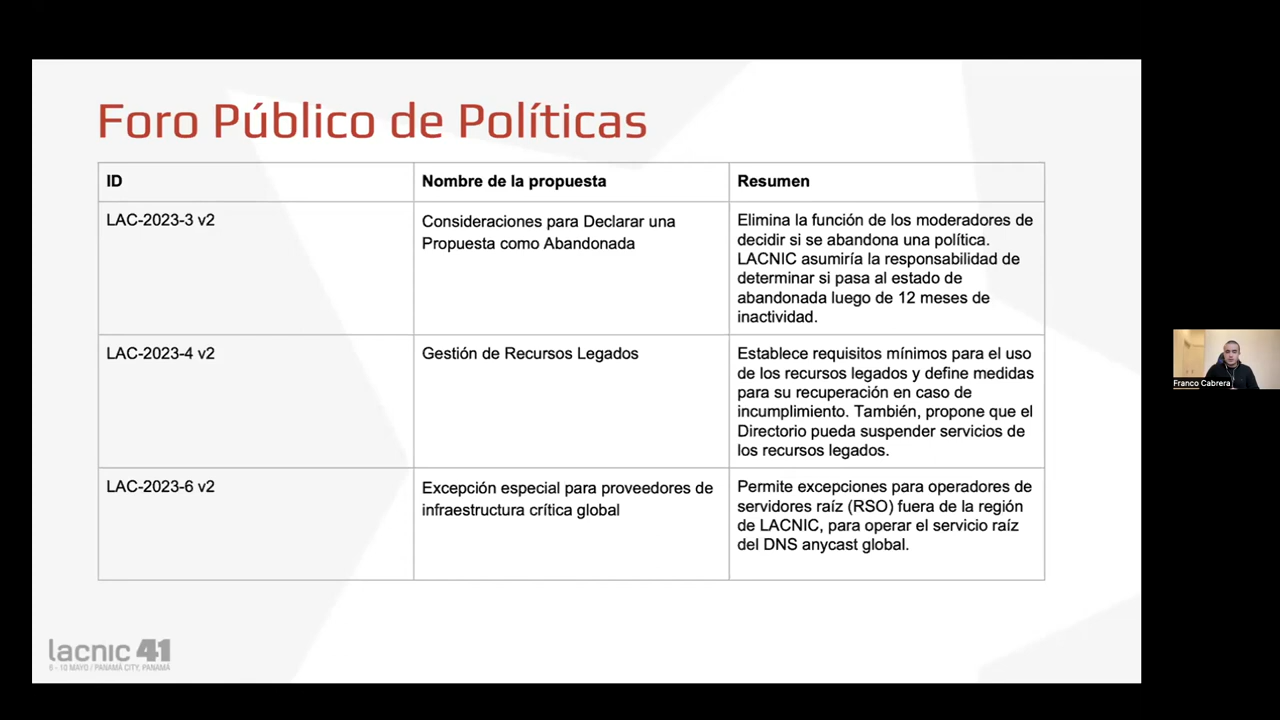 Foro Público de Políticas
ID
Nombre de la propuesta
Resumen
LAC-2023-3 v2
Consideraciones para Declarar una
Propuesta como Abandonada
Elimina la función de los moderadores de
decidir si se abandona una política.
LACNIC asumiría la responsabilidad de
determinar si pasa al estado de
abandonada luego de 12 meses de
inactividad.
LAC-2023-4 v2
Gestión de Recursos Legados
Establece requisitos mínimos para el uso
de los recursos legados y define medidas
para su recuperación en caso de
incumplimiento. También, propone que el
Directorio pueda suspender servicios de
los recursos legados.
LAC-2023-6 v2
Excepción especial para proveedores de
infraestructura crítica global
Permite excepciones para operadores de
servidores raíz (RSO) fuera de la región
de LACNIC, para operar el servicio raíz
del DNS anycast global.
lacnic 41
6 - 10 MAYO / PANAMÁ CITY, PANAMÁ
Franco Cabrera